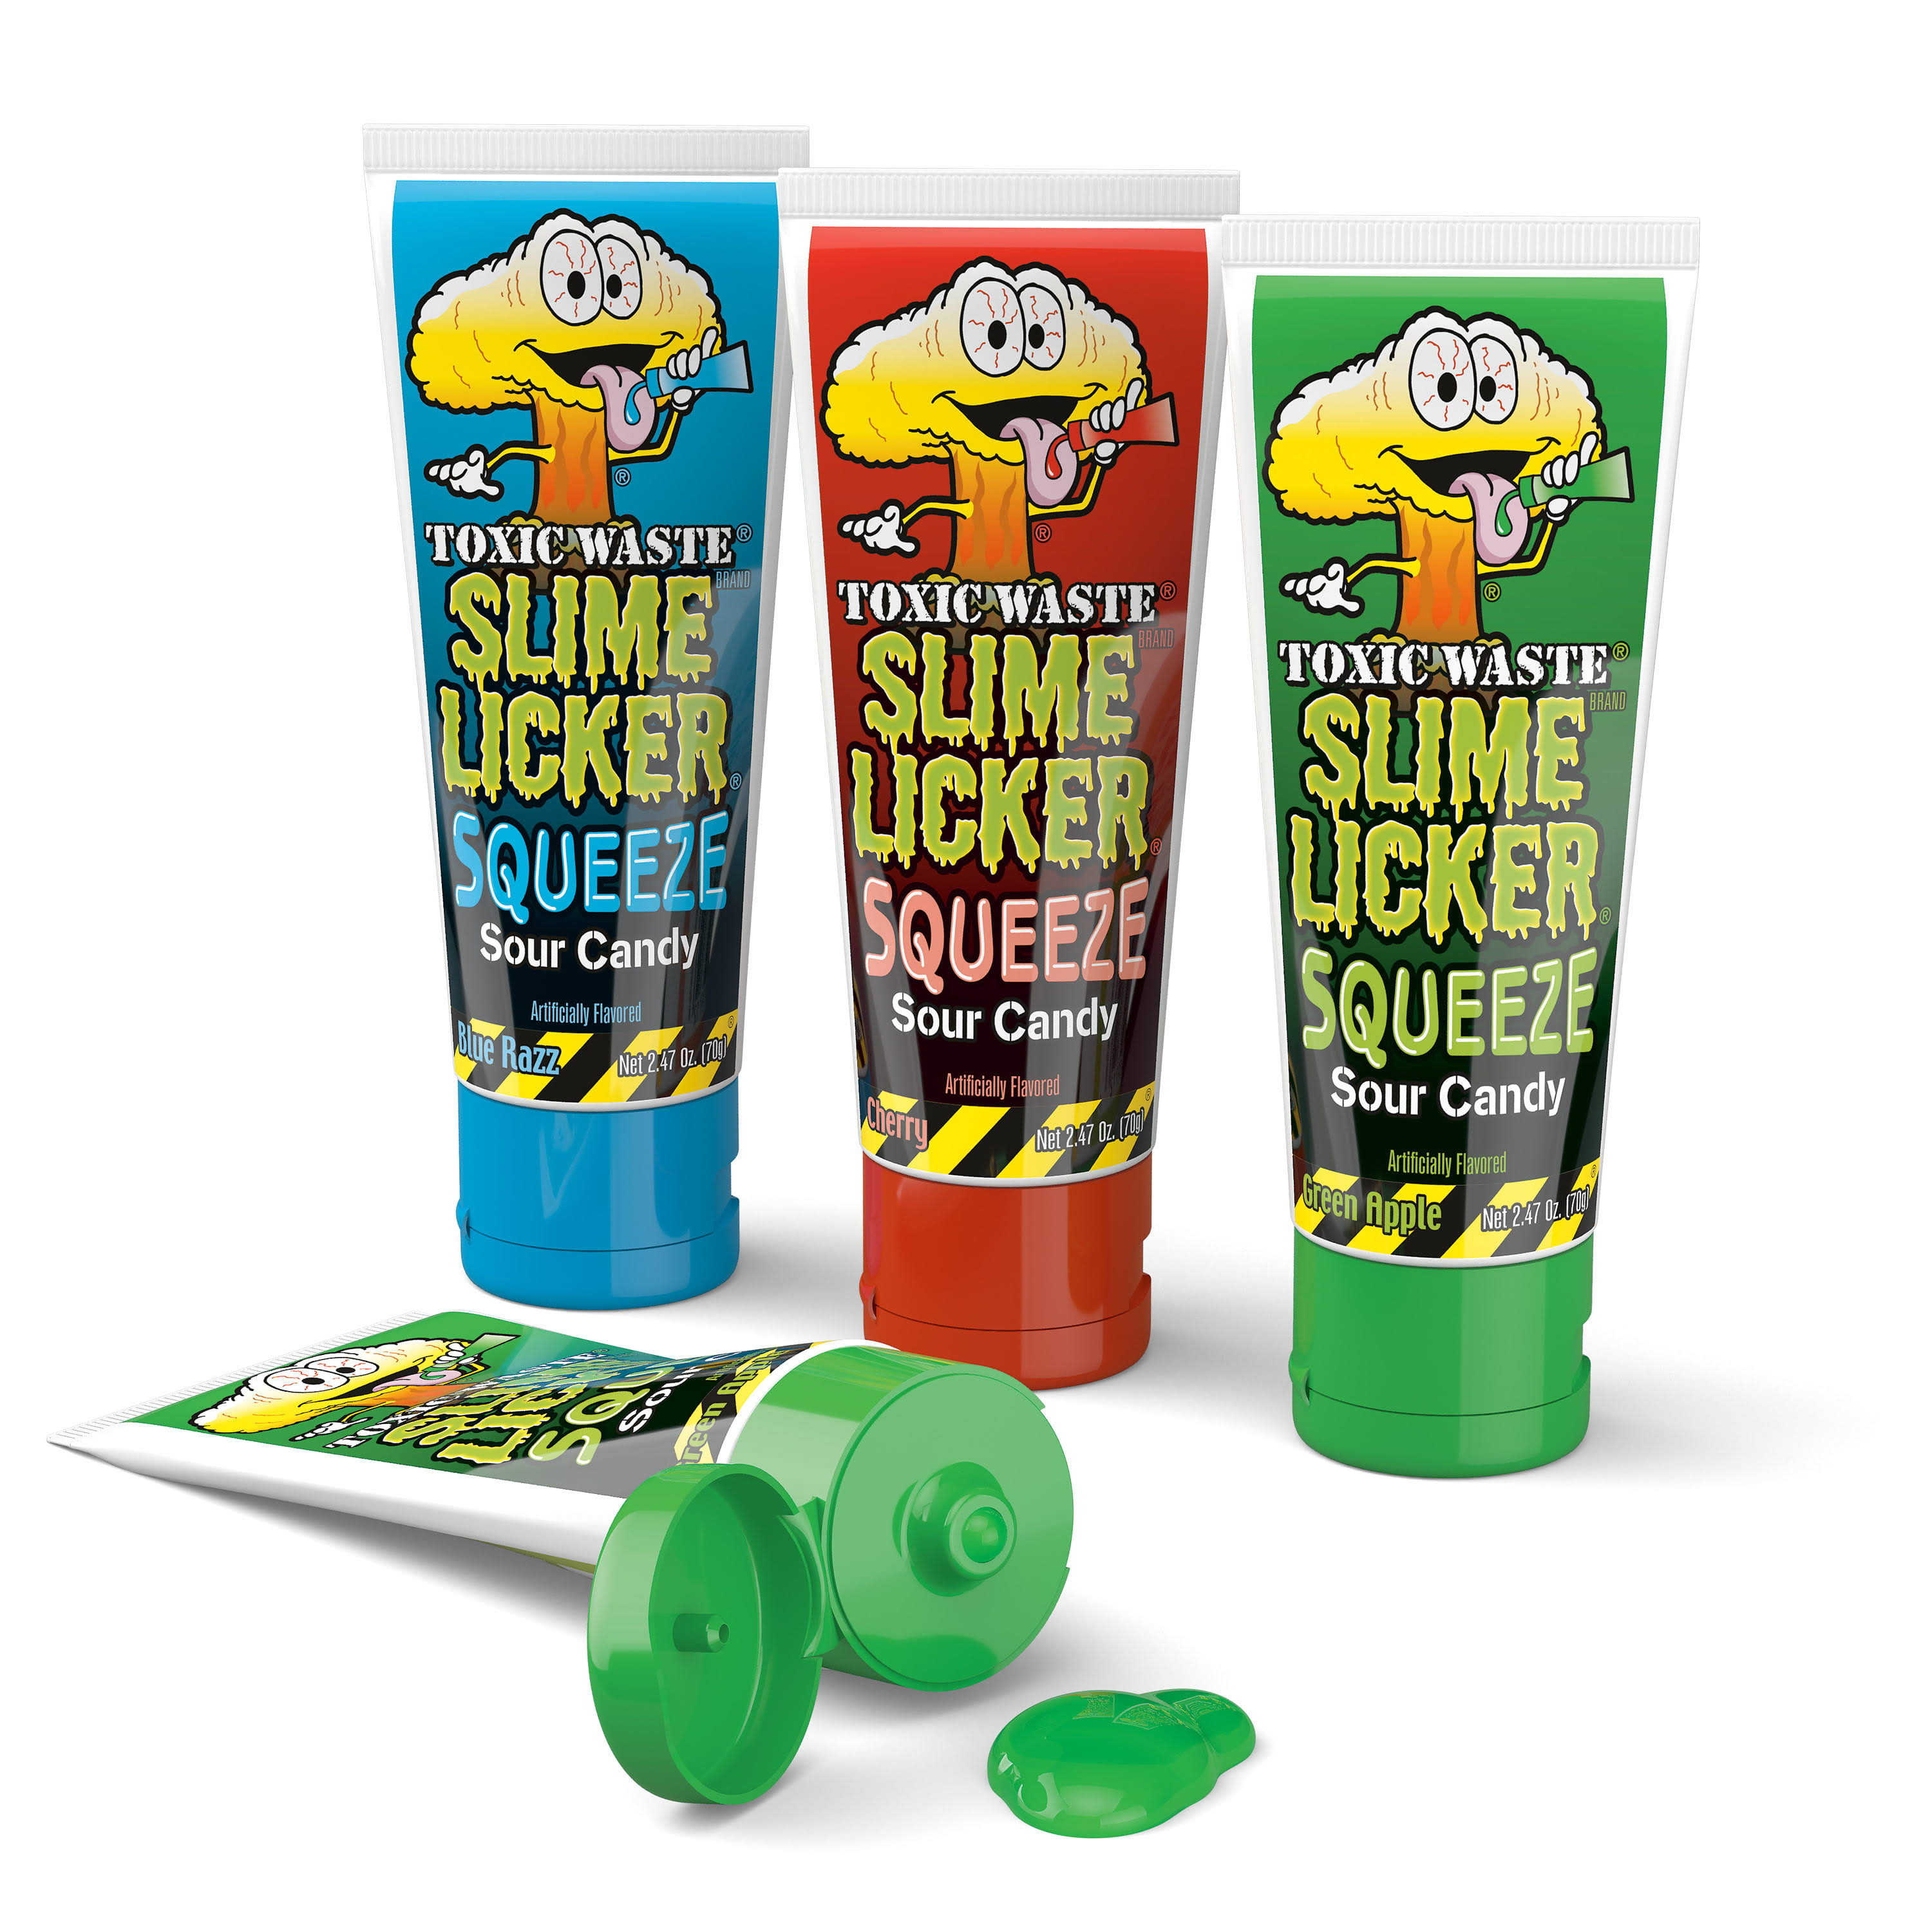 TOXIC WASTE®
BRAND
SLIME
LICKER®
SQUEEZE
Sour Candy
Artificially Flavored
Blue Razz
Net 2.47 Oz. (70g)
®
®
TOXIC WASTE®
BRAND
SLIME
LICKER®
SQUEEZE
Sour Candy
Artificially Flavored
Cherry
Net 2.47 Oz. (70g)
®
®
TOXIC WASTE®
BRAND
SLIME
LICKER®
SQUEEZE
Sour Candy
Artificially Flavored
Green Apple
Net 2.47 Oz. (70g)
®
®